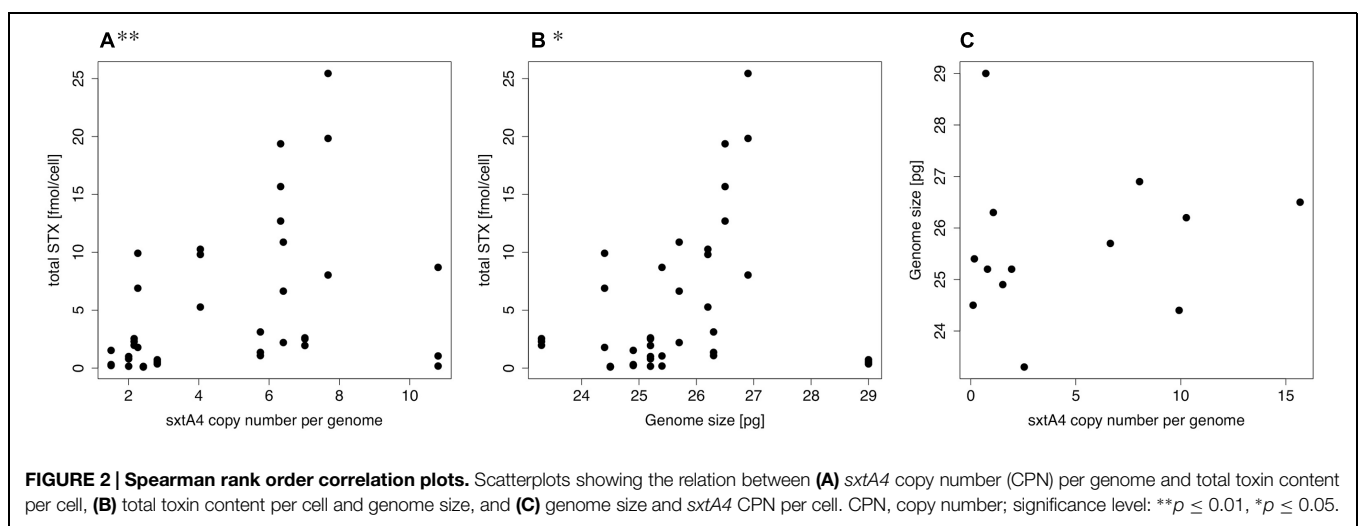 A**
B *
C
25
20
15
10
5
0
total STX [fmol/cell]
2 4 6 8 10
sxtA4 copy number per genome
25
20
15
10
5
0
total STX [fmol/cell]
24 25 26 27 28 29
Genome size [pg]
29
28
27
26
25
24
Genome size [pg]
0 5 10 15
sxtA4 copy number per genome
FIGURE 2 | Spearman rank order correlation plots. Scatterplots showing the relation between (A) sxtA4 copy number (CPN) per genome and total toxin content
per cell, (B) total toxin content per cell and genome size, and (C) genome size and sxtA4 CPN per cell. CPN, copy number; significance level: **p ≤ 0.01, *p ≤ 0.05.